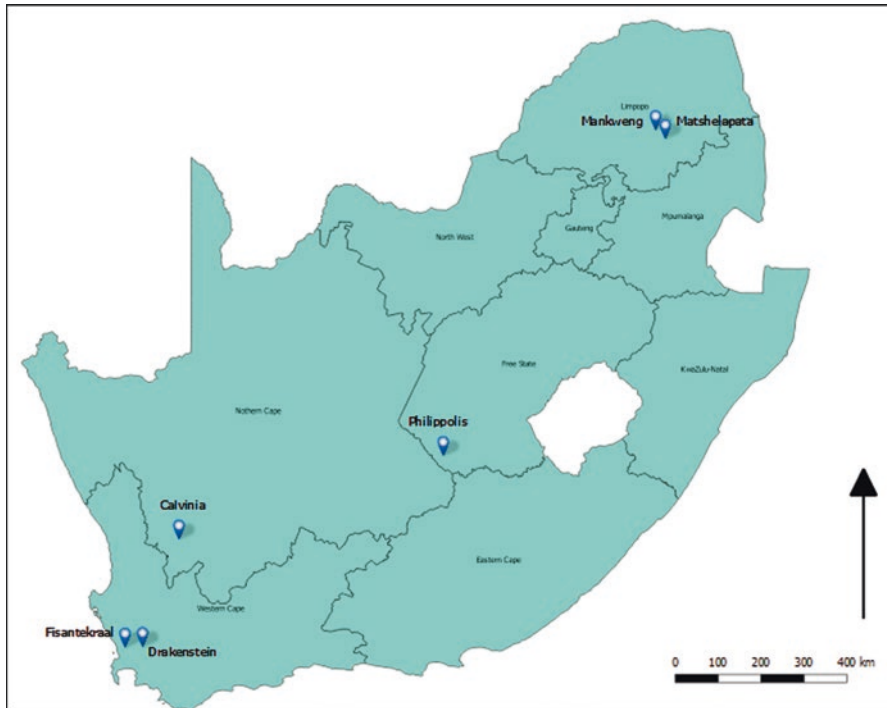 Limpopo
Mankweng
Matshelapata
Mpumalanga
Gauteng
North West
Free State
KwaZulu-Natal
Nothern Cape
Philippolis
Calvinia
Eastern Cape
Western Cape
Fisantekraal
Drakenstein
0 100 200 300 400 km